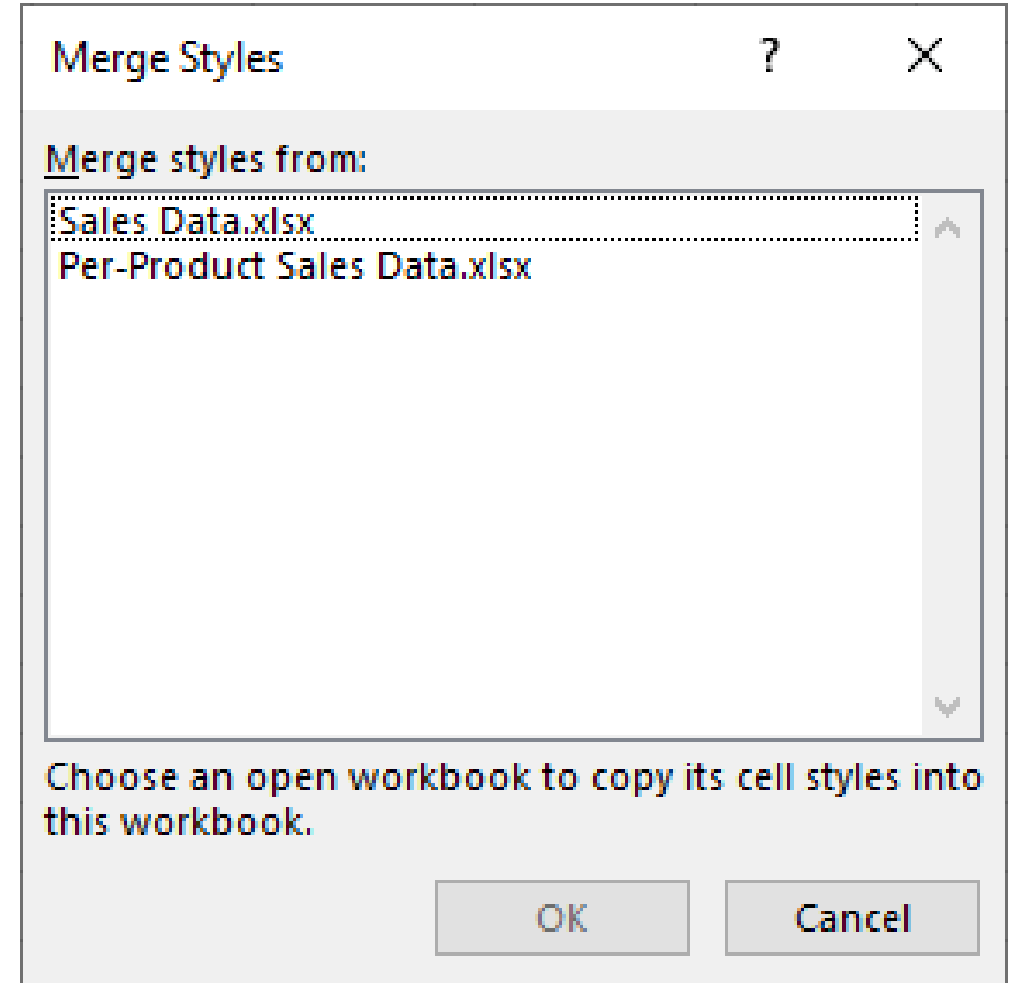 Merge Styles ?
Merge styles from:
Sales Data.xlsx
Per-Product Sales Data.xlsx
Choose an open workbook to copy its cell styles into
this workbook.
OK Cancel